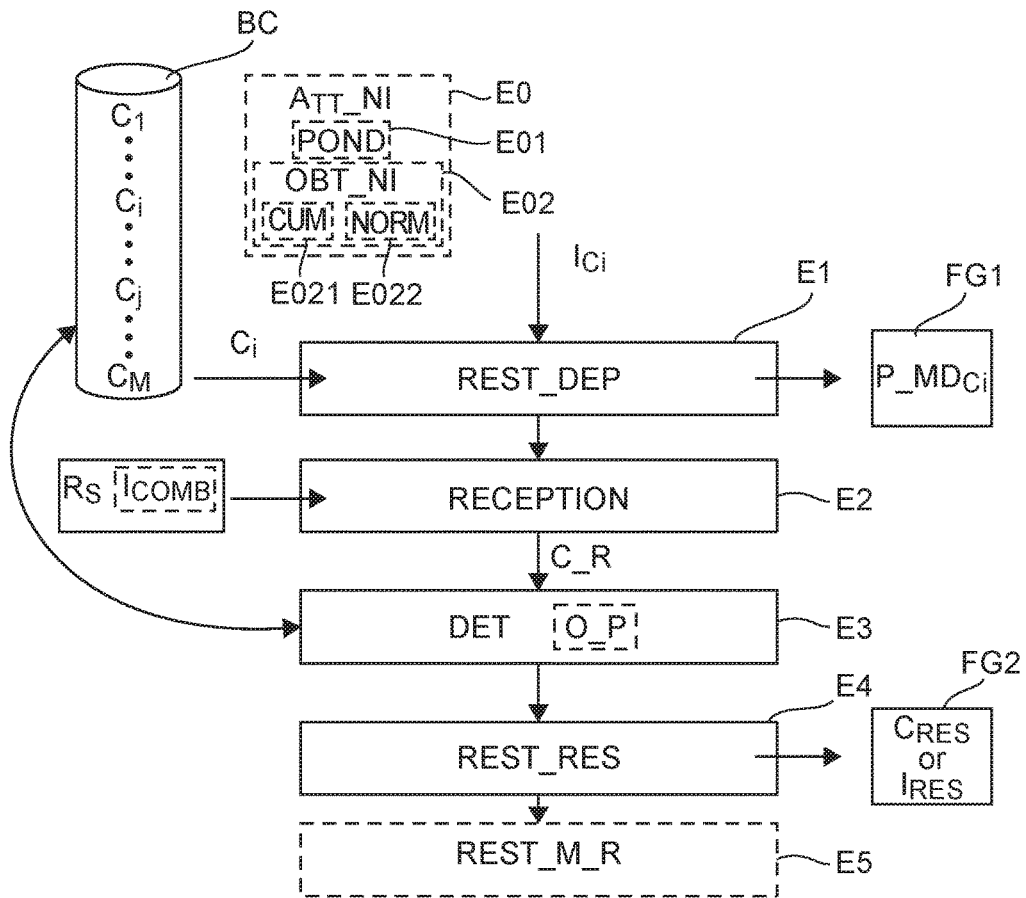 BC
C1
Ci
Cj
CM
ATT_NI
POND
OBT_NI
CUM NORM
E0
E01
E02
E021 E022
ICi
E1
FG1
Ci
REST_DEP
P_MDCi
RS ICOMB
RECEPTION
E2
C_R
DET O_P
E3
E4
FG2
REST_RES
CRES
or
IRES
REST_M_R
E5